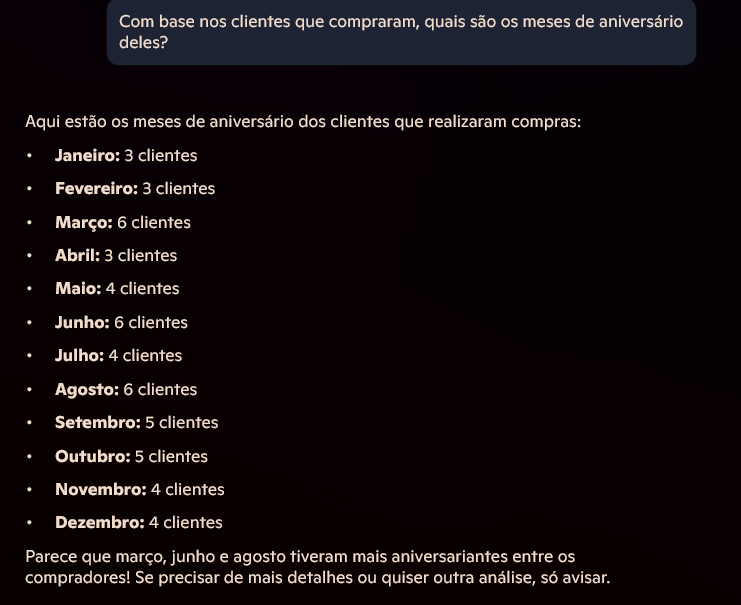 Com base nos clientes que compraram, quais são os meses de aniversário
deles?
Aqui estão os meses de aniversário dos clientes que realizaram compras:
• Janeiro: 3 clientes
• Fevereiro: 3 clientes
• Março: 6 clientes
• Abril: 3 clientes
• Maio: 4 clientes
• Junho: 6 clientes
• Julho: 4 clientes
• Agosto: 6 clientes
• Setembro: 5 clientes
• Outubro: 5 clientes
• Novembro: 4 clientes
• Dezembro: 4 clientes
Parece que março, junho e agosto tiveram mais aniversariantes entre os
compradores! Se precisar de mais detalhes ou quiser outra análise, só avisar.